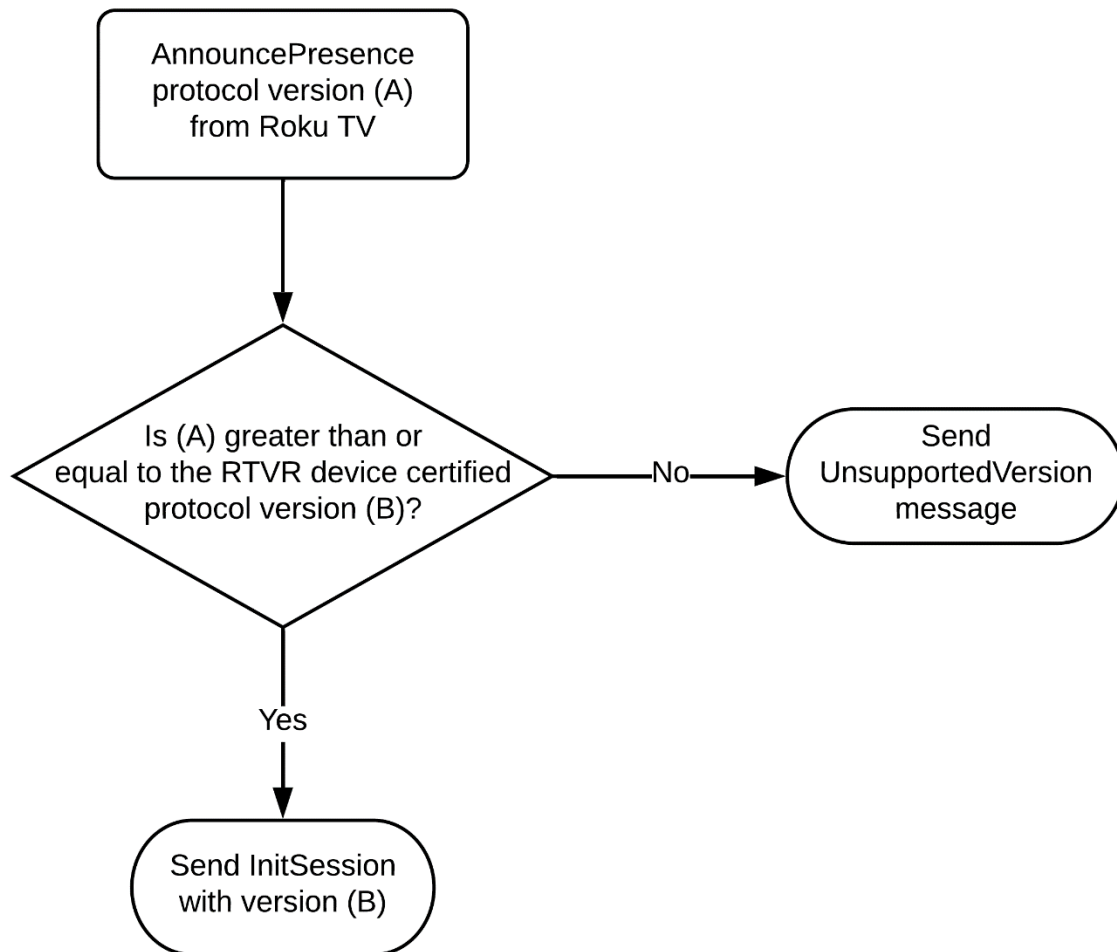 AnnouncePresence
protocol version (A)
from Roku TV
Is (A) greater than or
equal to the RTVR device certified
protocol version (B)?
No
Send
UnsupportedVersion
message
Yes
Send InitSession
with version (B)